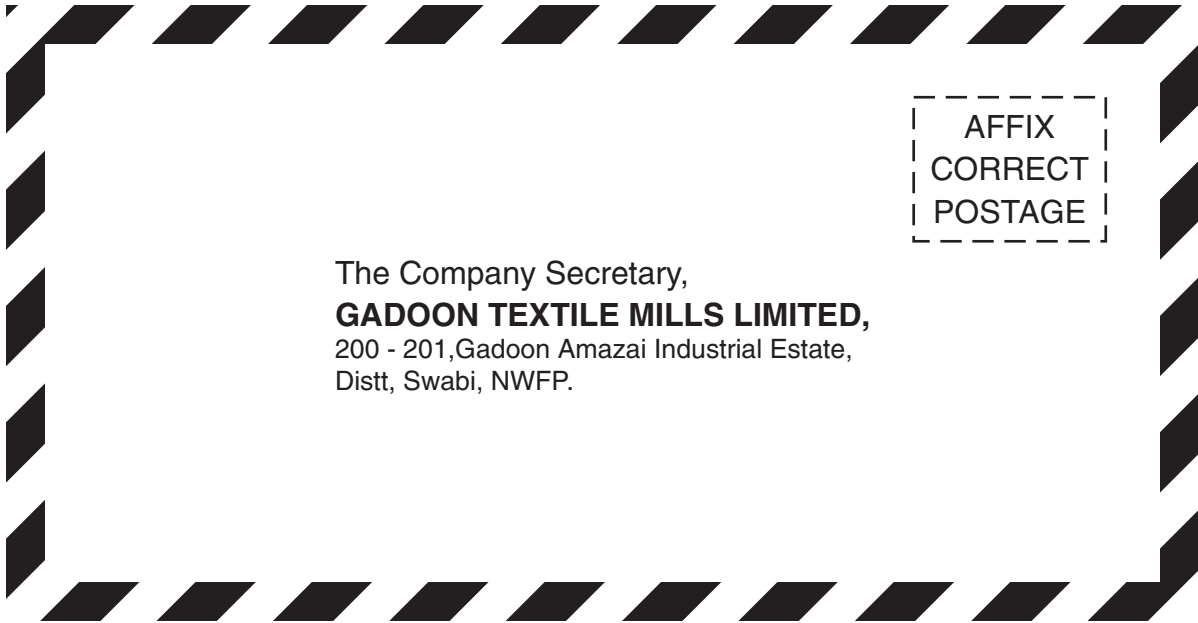 AFFIX
CORRECT
POSTAGE
The Company Secretary,
GADOON TEXTILE MILLS LIMITED,
200 - 201,Gadoon Amazai Industrial Estate,
Distt, Swabi, NWFP.